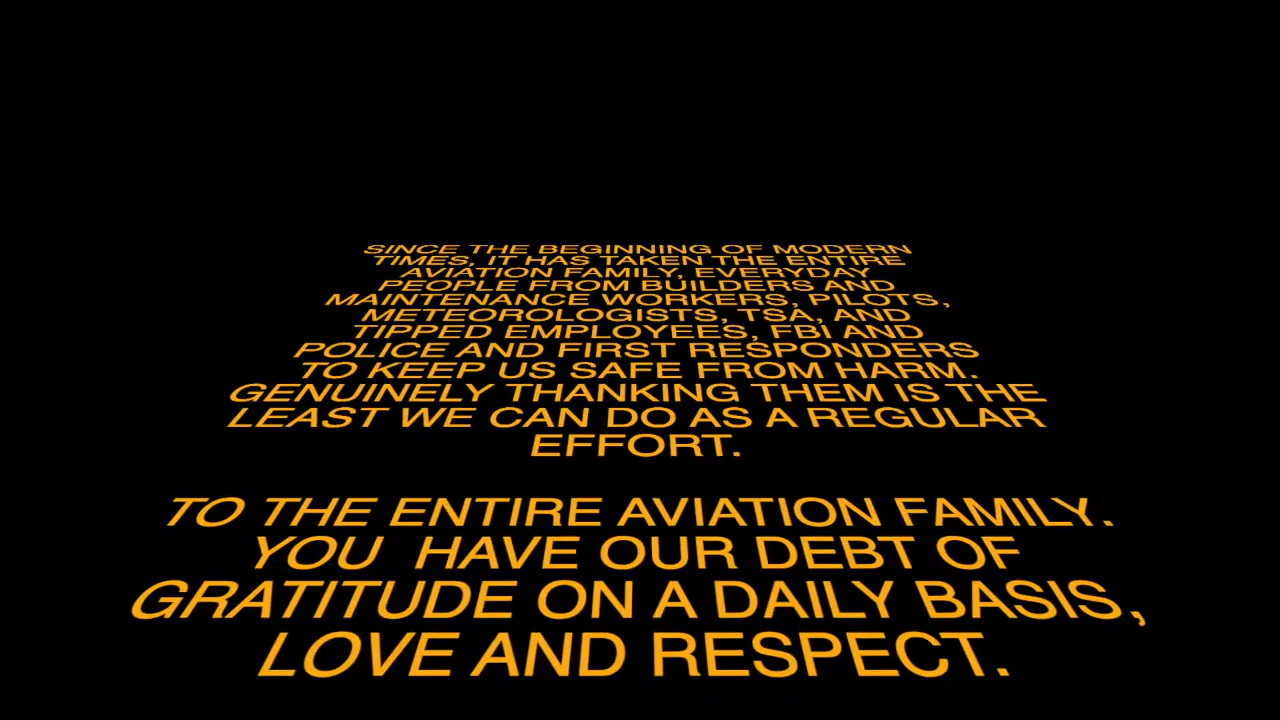 SINCE THE BEGINNING OF MODERN
TIMES, IT HAS TAKEN THE ENTIRE
AVIATION FAMILY, EVERYDAY
PEOPLE FROM BUILDERS AND
MAINTENANCE WORKERS, PILOTS,
METEOROLOGISTS, TSA, AND
TIPPED EMPLOYEES, FBI AND
POLICE AND FIRST RESPONDERS
TO KEEP US SAFE FROM HARM.
GENUINELY THANKING THEM IS THE
LEAST WE CAN DO AS A REGULAR
EFFORT.
TO THE ENTIRE AVIATION FAMILY.
YOU  HAVE OUR DEBT OF
GRATITUDE ON A DAILY BASIS,
LOVE AND RESPECT.